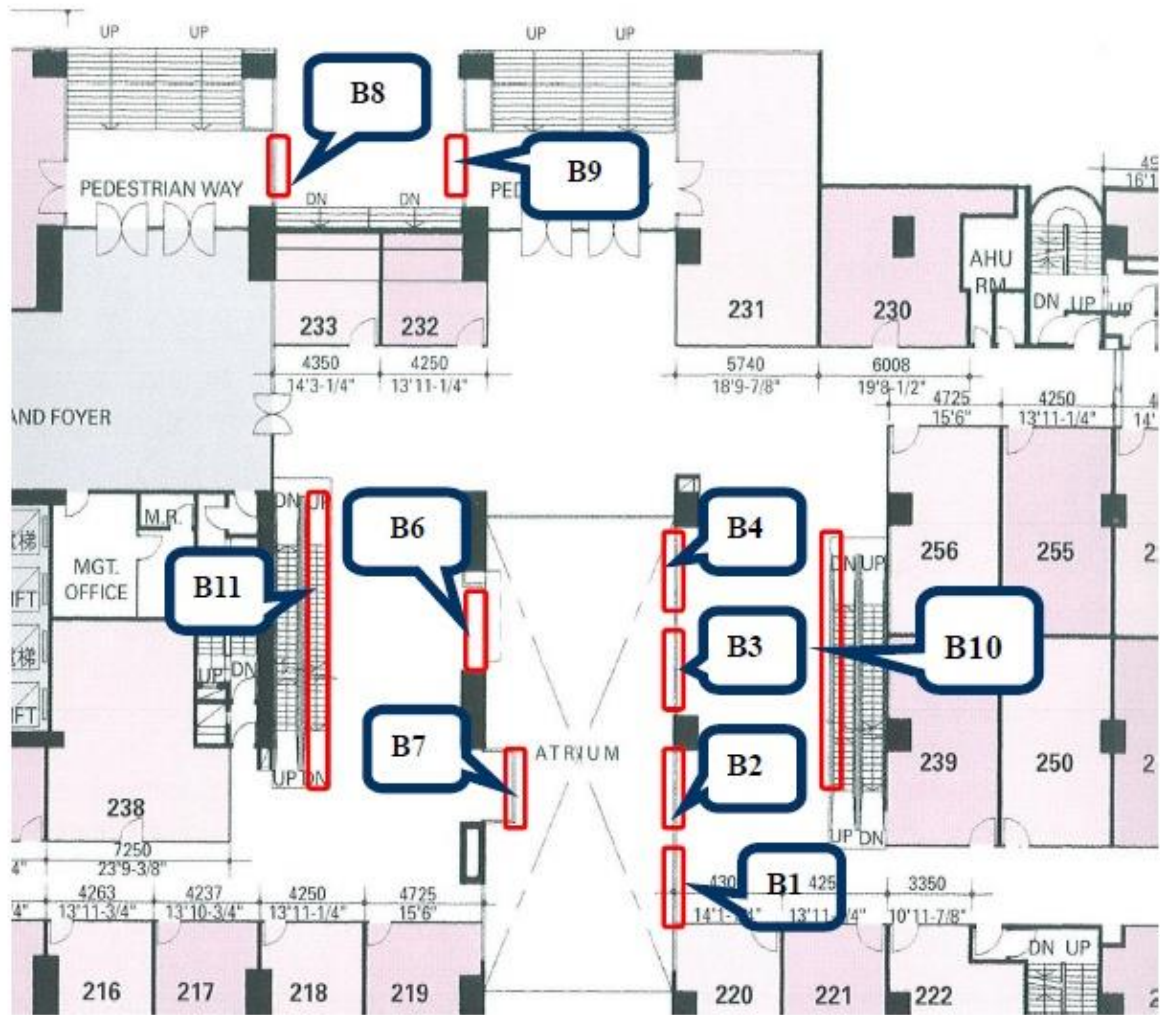 UP UP
UP UP
B8
B9
PEDESTRIAN WAY
DN DN
AHU
RM
DN UP
UP
233
232
231
230
4350
14'3-1/4"
4250
13'11-1/4"
5740
18'9-7/8"
6008
19'8-1/2"
4725
15'6"
4250
13'11-1/4"
AND FOYER
M.R.
MGT.
OFFICE
DN UP
B11
B6
B4
B3
B10
B7
B2
B1
DN UP
256
255
電梯
電梯
UP
DN
ATRIUM
239
250
238
UP DN
UP DN
7250
23'9-3/8"
4263
13'11-3/4"
4237
13'10-3/4"
4250
13'11-1/4"
4725
15'6"
3350
10'11-7/8"
DN UP
216
217
218
219
220
221
222